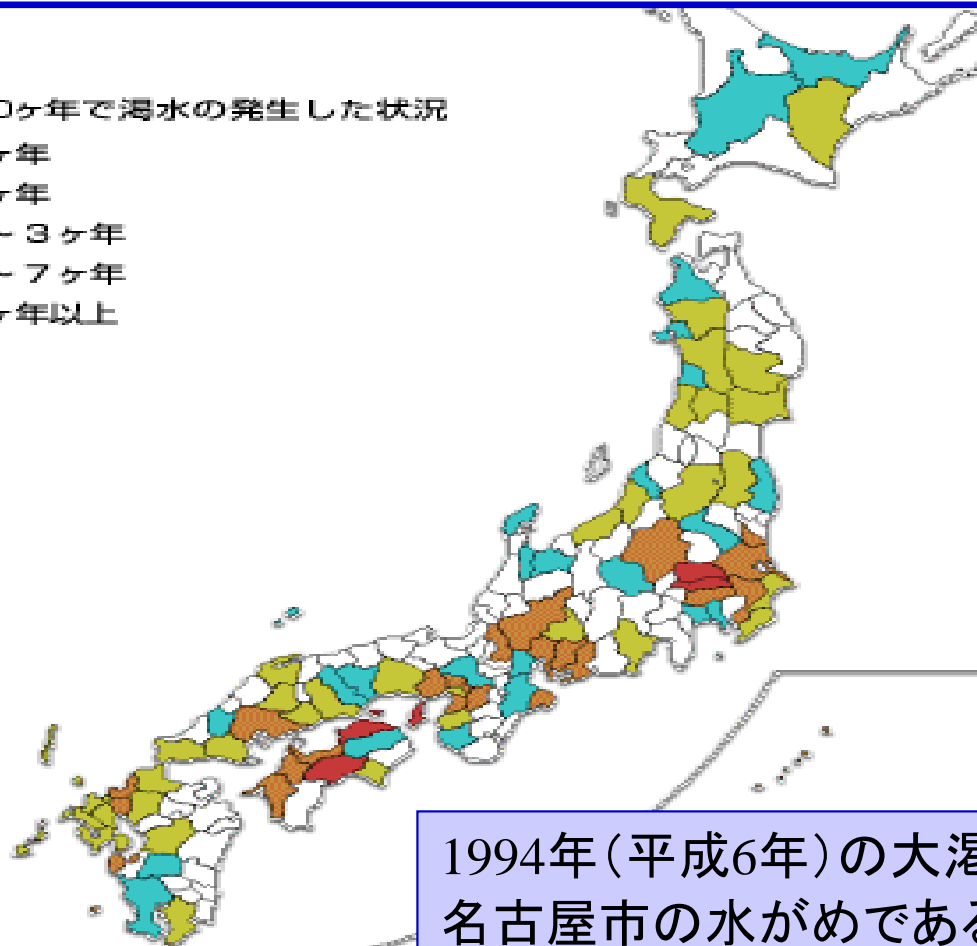 0ヶ年で渇水の発生した状況
ヶ年
ヶ年
~3ヶ年
~7ヶ年
ヶ年以上
1994年(平成6年)の大渇
名古屋市の水がめである